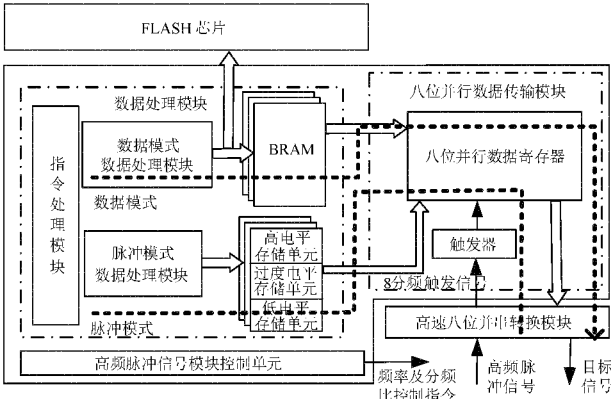 FLASH 芯片
数据处理模块
八位并行数据传输模块
指令处理模块
数据模式
数据处理模块
BRAM
八位并行数据寄存器
数据模式
脉冲模式
数据处理模块
高电平
存储单元
过度电平
存储单元
低电平
存储单元
触发器
8分频触发信号
脉冲模式
高速八位并串转换模块
高频脉冲信号模块控制单元
频率及分频
比控制指令
高频脉
冲信号
目标
信号